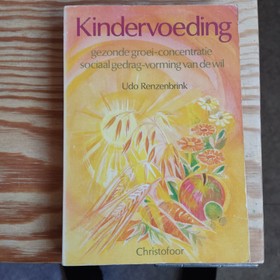 Kindervoeding
gezonde groei-concentratie
sociaal gedrag-vorming van de wil
Udo Renzenbrink
Christofoor